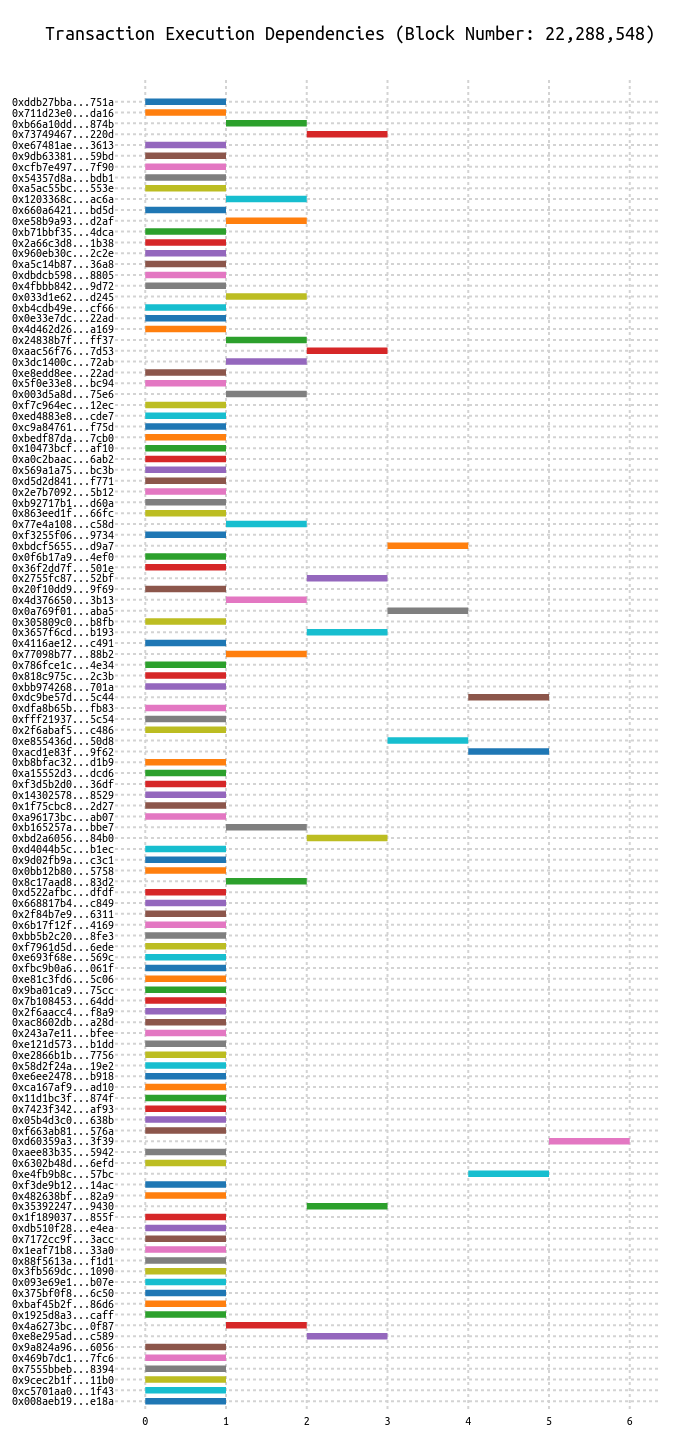 Transaction Execution Dependencies (Block Number: 22,288,548)
0xddb27bba...751a
0x711d23e0...da16
0xb66a10dd...874b
0x73749467...220d
0xe67481ae...3613
0x9db63381...59bd
0xcfb7e497...7f90
0x54357d8a...bdb1
0xa5ac55bc...553e
0x1203368c...ac6a
0x660a6421...bd5d
0xe58b9a93...d2af
0xb71bbf35...4dca
0x2a66c3d8...1b38
0x960eb30c...2c2e
0xa5c14b87...36a8
0xdbdcb598...8805
0x4fbbb842...9d72
0x033d1e62...d245
0xb4cdb49e...cf66
0x0e33e7dc...22ad
0x4d462d26...a169
0x24838b7f...ff37
0xaac56f76...7d53
0x3dc1400c...72ab
0xe8edd8ee...22ad
0x5f0e33e8...bc94
0x003d5a8d...75e6
0xf7c964ec...12ec
0xed4883e8...cde7
0xc9a84761...f75d
0xbedf87da...7cb0
0x10473bcf...af10
0xa0c2baac...6ab2
0x569a1a75...bc3b
0xd5d2d841...f771
0x2e7b7092...5b12
0xb92717b1...d60a
0x863eed1f...66fc
0x77e4a108...c58d
0xf3255f06...9734
0xbdcf5655...d9a7
0x0f6b17a9...4ef0
0x36f2dd7f...501e
0x2755fc87...52bf
0x20f10dd9...9f69
0x4d376650...3b13
0x0a769f01...aba5
0x305809c0...b8fb
0x3657f6cd...b193
0x4116ae12...c491
0x77098b77...88b2
0x786fce1c...4e34
0x818c975c...2c3b
0xbb974268...701a
0xdc9be57d...5c44
0xdfa8b65b...fb83
0xfff21937...5c54
0x2f6abaf5...c486
0xe855436d...50d8
0xacd1e83f...9f62
0xb8bfac32...d1b9
0xa15552d3...dcd6
0xf3d5b2d0...36df
0x14302578...8529
0x1f75cbc8...2d27
0xa96173bc...ab07
0xb165257a...bbe7
0xbd2a6056...84b0
0xd4044b5c...b1ec
0x9d02fb9a...c3c1
0x0bb12b80...5758
0x8c17aad8...83d2
0xd522afbc...dfdf
0x668817b4...c849
0x2f84b7e9...6311
0x6b17f12f...4169
0xbb5b2c20...8fe3
0xf7961d5d...6ede
0xe693f68e...569c
0xfbc9b0a6...061f
0xe81c3fd6...5c06
0x9ba01ca9...75cc
0x7b108453...64dd
0x2f6aacc4...f8a9
0xac8602db...a28d
0x243a7e11...bfee
0xe121d573...b1dd
0xe2866b1b...7756
0x58d2f24a...19e2
0xe6ee2478...b918
0xca167af9...ad10
0x11d1bc3f...874f
0x7423f342...af93
0x05b4d3c0...638b
0xf663ab81...576a
0xd60359a3...3f39
0xaee83b35...5942
0x6302b48d...6efd
0xe4fb9b8c...57bc
0xf3de9b12...14ac
0x482638bf...82a9
0x35392247...9430
0x1f189037...855f
0xdb510f28...e4ea
0x7172cc9f...3acc
0x1eaf71b8...33a0
0x88f5613a...f1d1
0x3fb569dc...1090
0x093e69e1...b07e
0x375bf0f8...6c50
0xbaf45b2f...86d6
0x1925d8a3...caff
0x4a6273bc...0f87
0xe8e295ad...c589
0x9a824a96...6056
0x469b7dc1...7fc6
0x7555bbeb...8394
0x9cec2b1f...11b0
0xc5701aa0...1f43
0x008aeb19...e18a
0 1 2 3 4 5 6